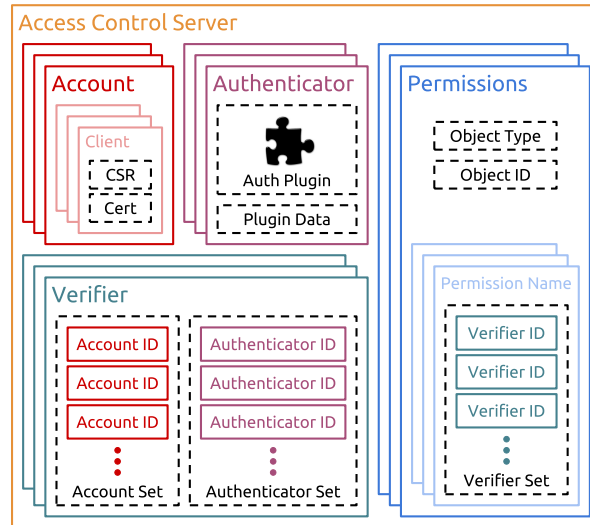 Access Control Server
Account
Client
CSR
Cert
Authenticator
Auth Plugin
Plugin Data
Permissions
Object Type
Object ID
Permission Name
Verifier ID
Verifier ID
Verifier ID
Verifier Set
Verifier
Account ID
Account ID
Account ID
Account Set
Authenticator ID
Authenticator ID
Authenticator ID
Authenticator Set